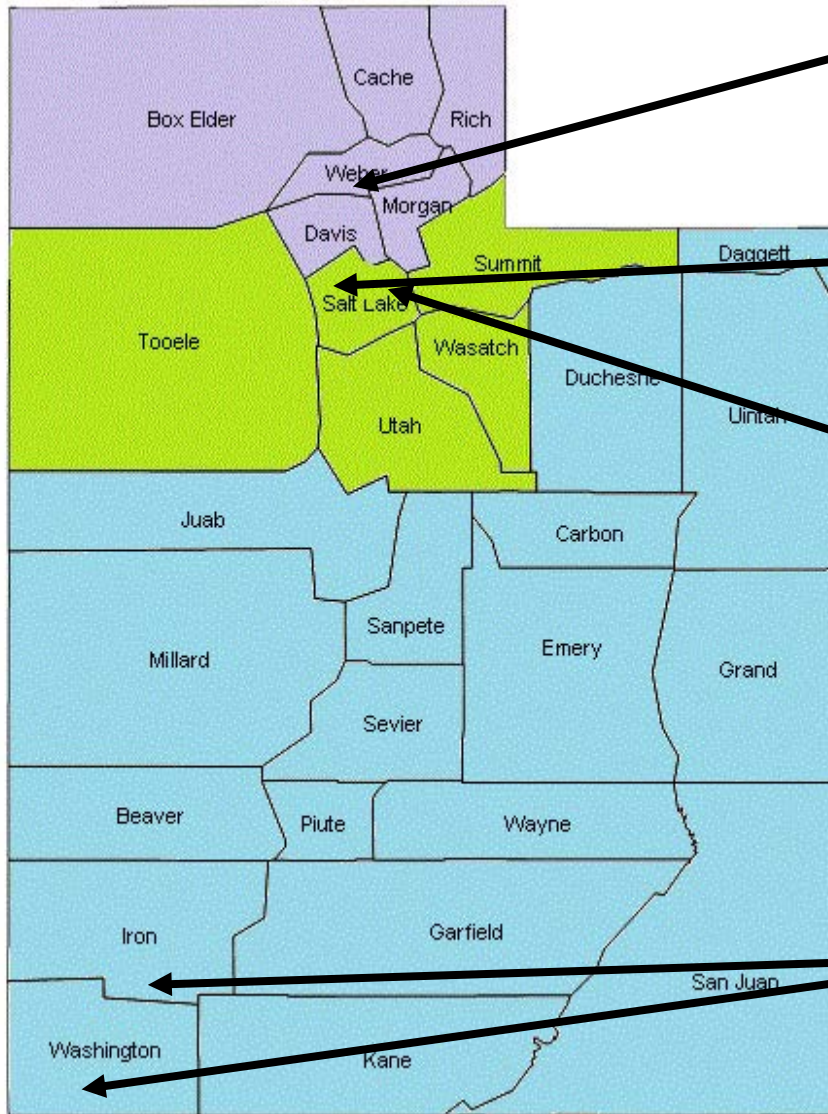 Cache
Box Elder
Rich
Weber
Morgan
Davis
Summit
Daggett
Salt Lake
Tooele
Wasatch
Duchesne
Uintah
Utah
Juab
Carbon
Sanpete
Emery
Millard
Grand
Sevier
Beaver
Piute
Wayne
Iron
Garfield
San Juan
Washington
Kane